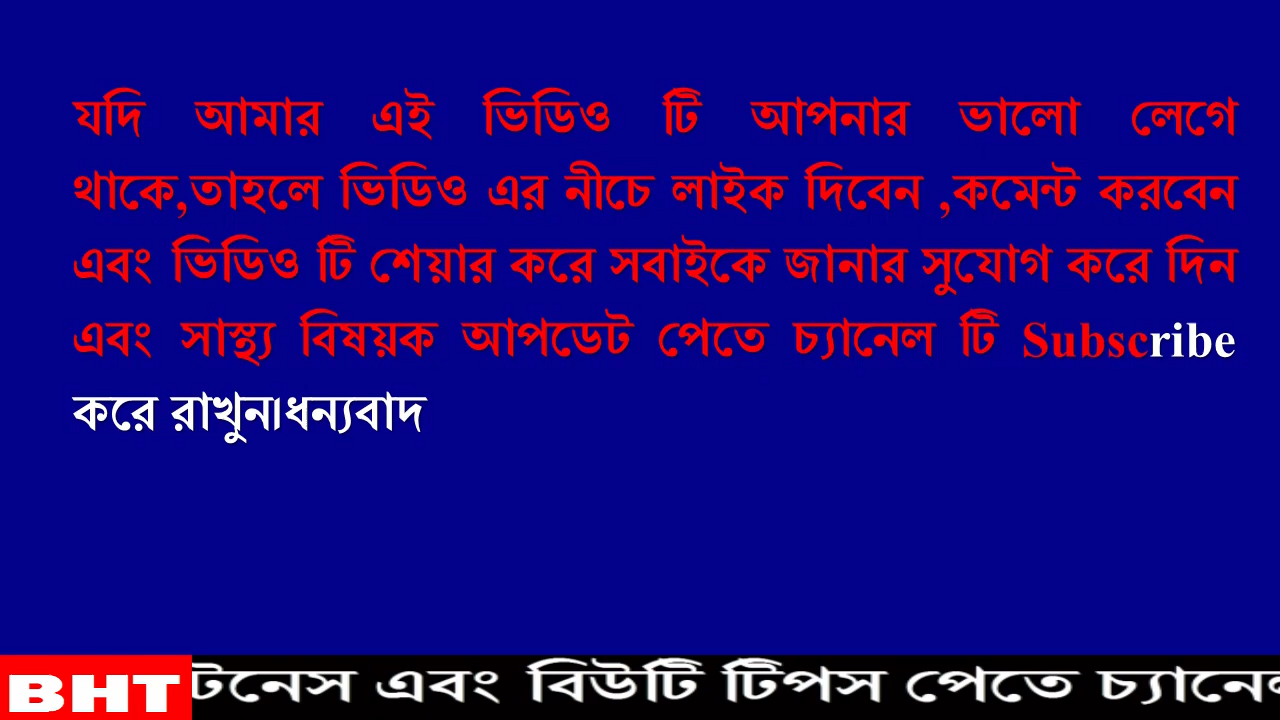 যদি আমার এই ভিডিও টি আপনার ভালো লেগে
থাকে,তাহলে ভিডিও এর নীচে লাইক দিবেন ,কমেন্ট করবেন
এবং ভিডিও টি শেয়ার করে সবাইকে জানার সুযোগ করে দিন
এবং সাস্থ্য বিষয়ক আপডেট পেতে চ্যানেল টি Subscribe
করে রাখুন।ধন্যবাদ
BHT টনেস এবং বিউটি টিপস পেতে চ্যানেল